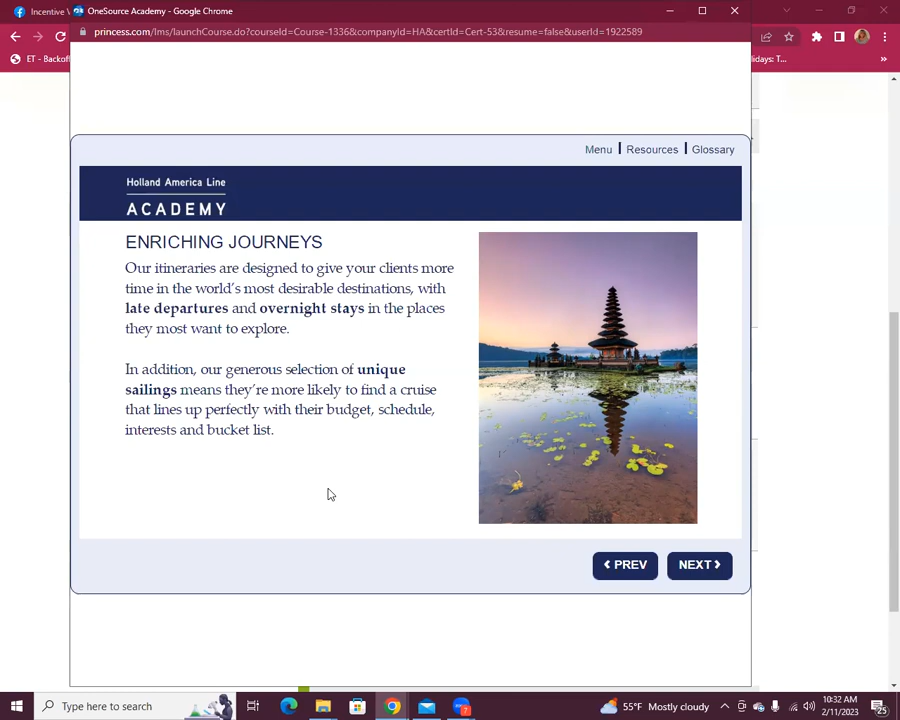 Incentive V
OneSource Academy - Google Chrome
princess.com/lms/launchCourse.do?courseId=Course-1336&companyId=HA&certId=Cert-53&resume=false&userId=1922589
ET - Backoff
lidays: T...
»
Menu | Resources | Glossary
Holland America Line
ACADEMY
ENRICHING JOURNEYS
Our itineraries are designed to give your clients more
time in the world's most desirable destinations, with
late departures and overnight stays in the places
they most want to explore.
In addition, our generous selection of unique
sailings means they're more likely to find a cruise
that lines up perfectly with their budget, schedule,
interests and bucket list.
‹ PREV
NEXT ›
Type here to search
55°F Mostly cloudy
10:32 AM
2/11/2023
25